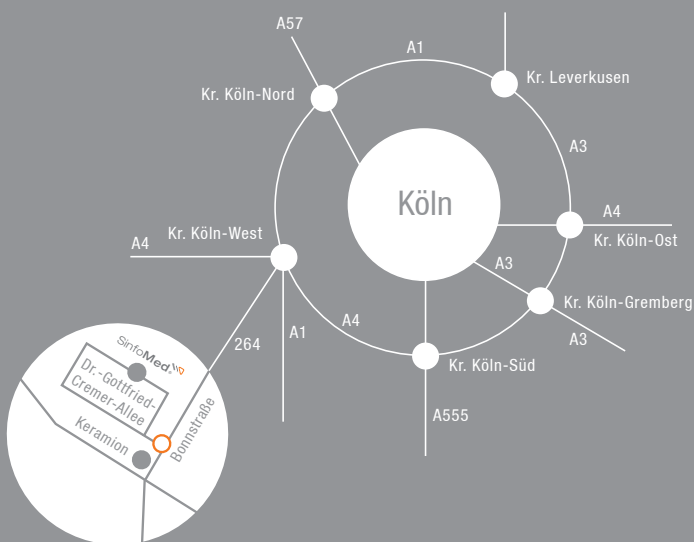 A57
A1
Kr. Leverkusen
Kr. Köln-Nord
A3
Köln
A4
Kr. Köln-Ost
Kr. Köln-West
A4
A3
Kr. Köln-Gremberg
A3
A4
A1
264
Kr. Köln-Süd
A555
SinfoMed.
Dr.-Gottfried-
Cremer-Allee
Keramion
Bonnstraße